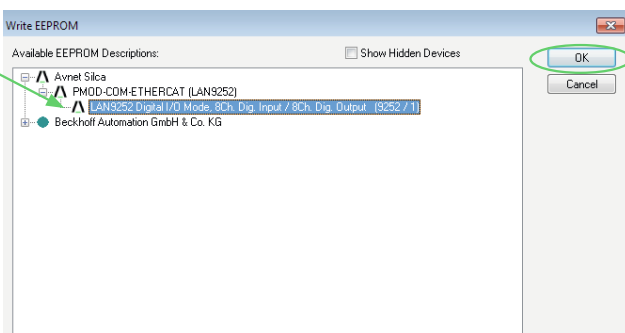 Write EEPROM
Available EEPROM Descriptions:
Show Hidden Devices
OK
Avnet Silca
PMOD-COM-ETHERCAT (LAN9252)
LAN9252 Digital I/O Mode, 8Ch. Dig. Input / 8Ch. Dig. Output (9252 / 1)
Beckhoff Automation GmbH & Co. KG
Cancel